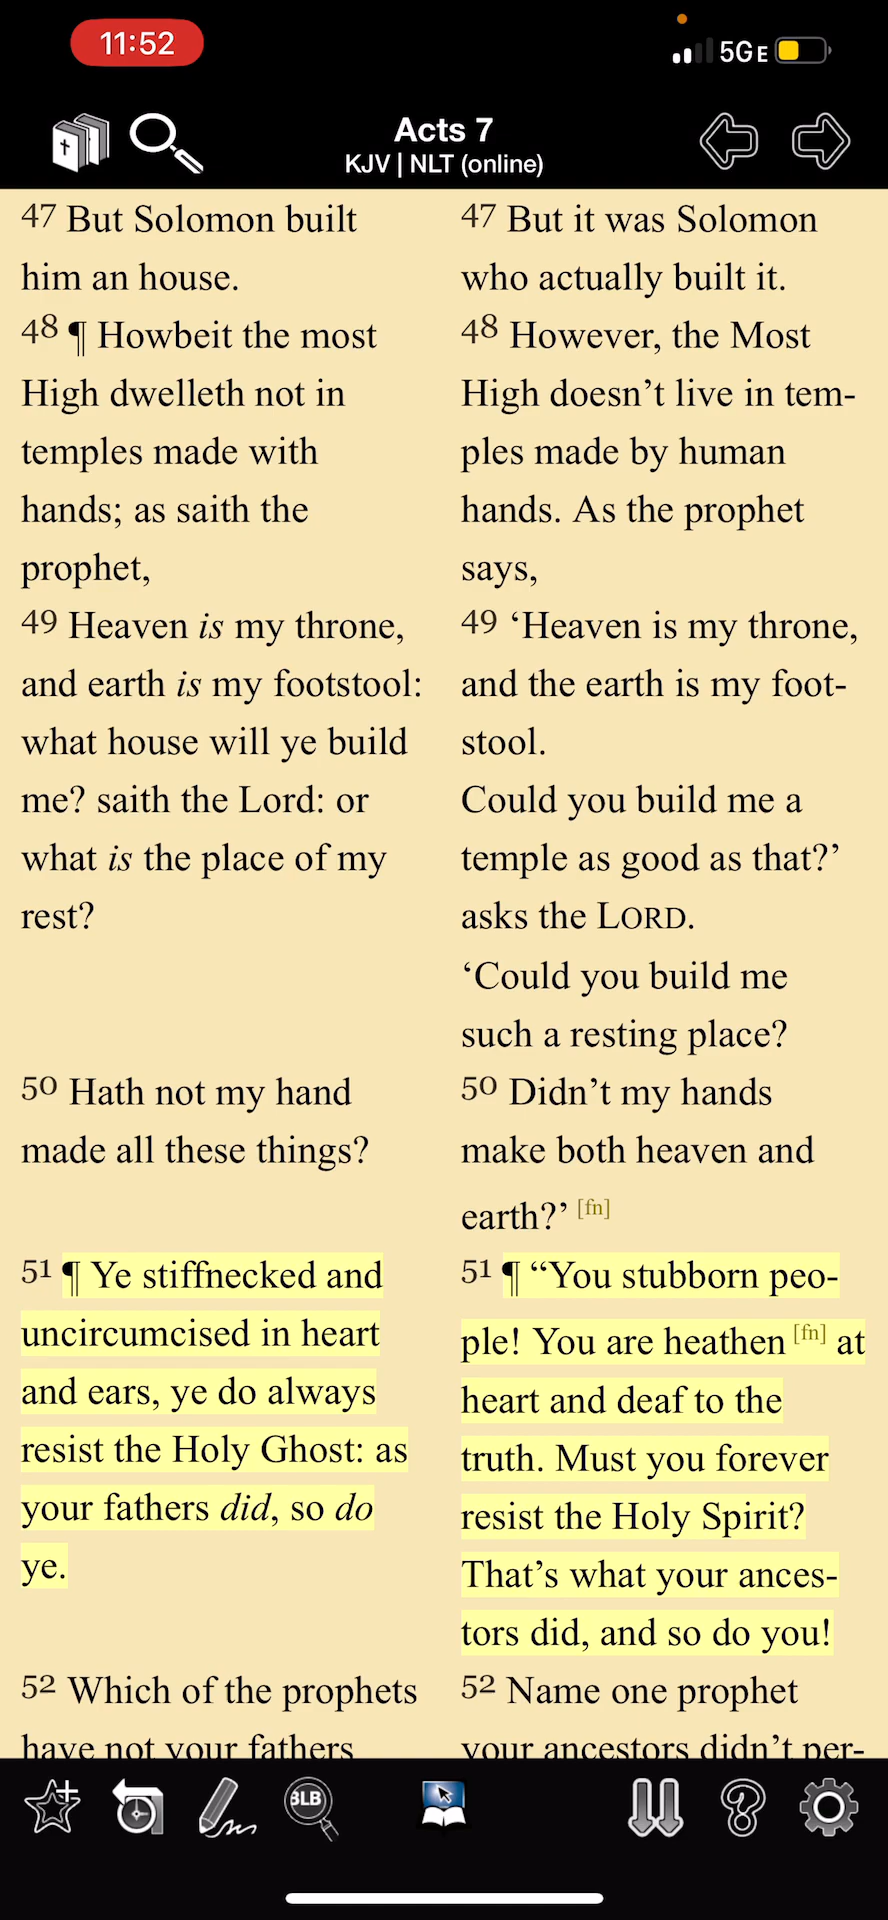 11:52
5GE
Acts 7
KJV | NLT (online)
47 But Solomon built
him an house.
48 ¶ Howbeit the most
High dwelleth not in
temples made with
hands; as saith the
prophet,
49 Heaven is my throne,
and earth is my footstool:
what house will ye build
me? saith the Lord: or
what is the place of my
rest?
50 Hath not my hand
made all these things?
51 ¶ Ye stiffnecked and
uncircumcised in heart
and ears, ye do always
resist the Holy Ghost: as
your fathers did, so do
ye.
52 Which of the prophets
have not your fathers
47 But it was Solomon
who actually built it.
48 However, the Most
High doesn’t live in tem-
ples made by human
hands. As the prophet
says,
49 ‘Heaven is my throne,
and the earth is my foot-
stool.
Could you build me a
temple as good as that?’
asks the LORD.
‘Could you build me
such a resting place?
50 Didn’t my hands
make both heaven and
earth?’ [fn]
51 ¶ “You stubborn peo-
ple! You are heathen [fn] at
heart and deaf to the
truth. Must you forever
resist the Holy Spirit?
That’s what your ances-
tors did, and so do you!
52 Name one prophet
your ancestors didn’t per-
BLB